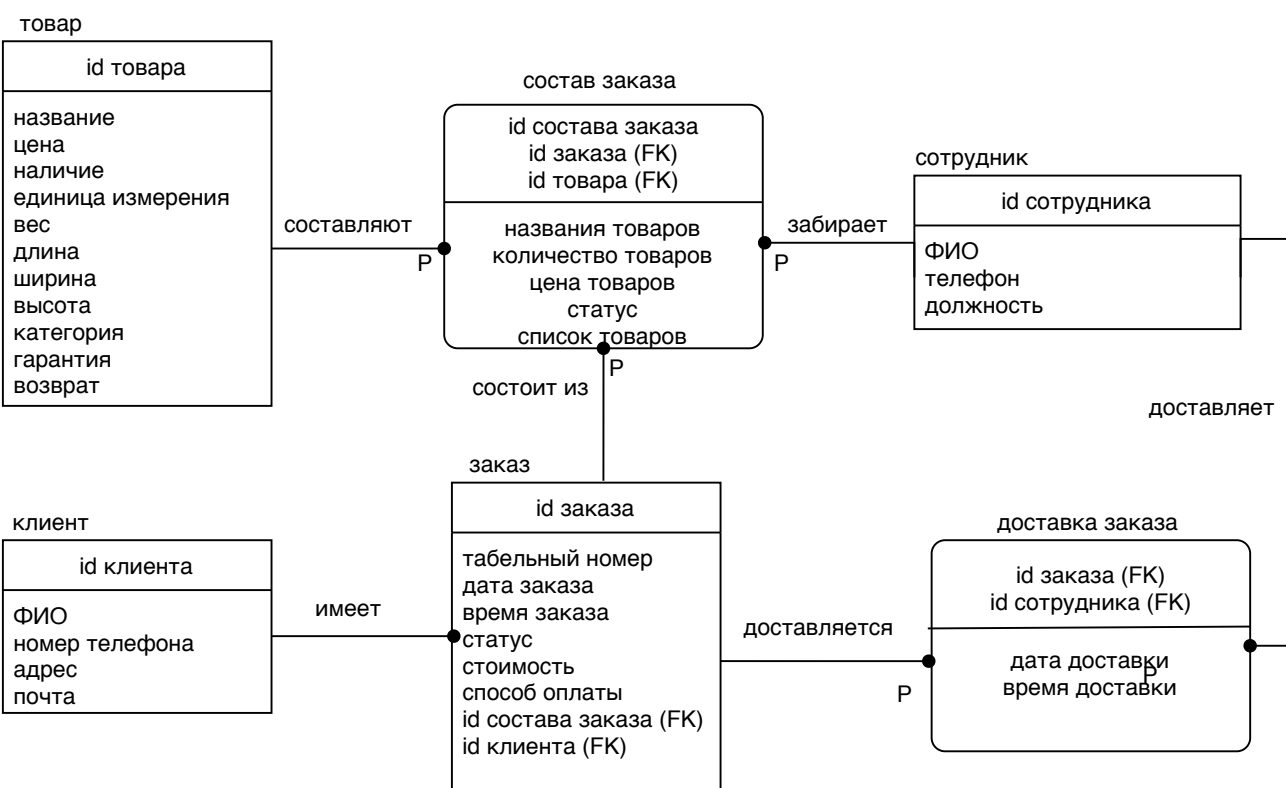 товар
id товара
название
цена
наличие
единица измерения
вес
длина
ширина
высота
категория
гарантия
возврат
составляют
P
состав заказа
id состава заказа
id заказа (FK)
id товара (FK)
названия товаров
количество товаров
цена товаров
статус
список товаров
P
состоит из
забирает
P
сотрудник
id сотрудника
ФИО
телефон
должность
доставляет
клиент
id клиента
ФИО
номер телефона
адрес
почта
имеет
заказ
id заказа
табельный номер
дата заказа
время заказа
статус
стоимость
способ оплаты
id состава заказа (FK)
id клиента (FK)
доставляется
P
доставка заказа
id заказа (FK)
id сотрудника (FK)
дата доставки
P
время доставки